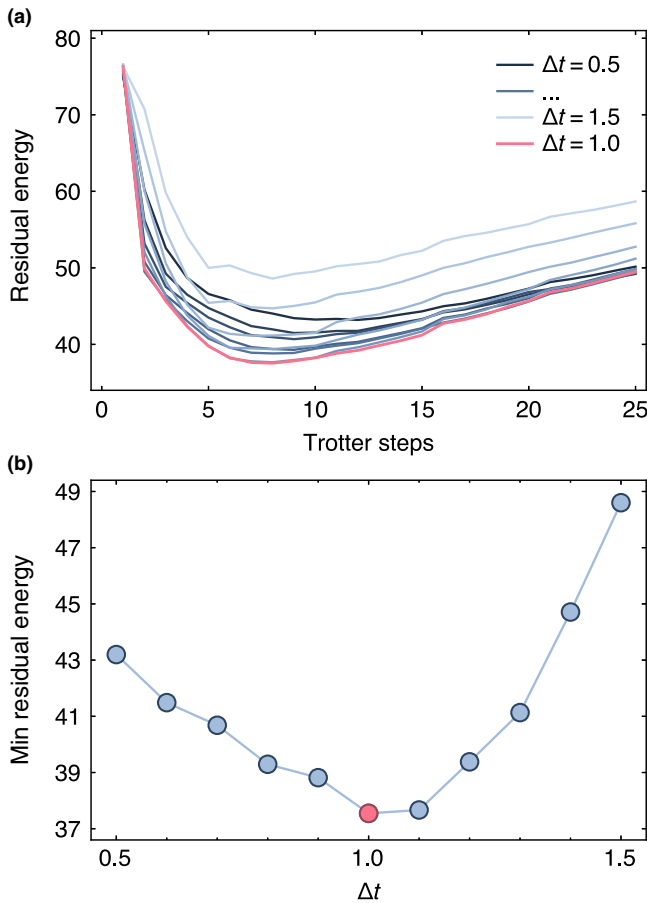 (a)
80
70
60
50
40
Residual energy
Δt = 0.5
...
Δt = 1.5
Δt = 1.0
0 5 10 15 20 25
Trotter steps
(b)
49
47
45
43
41
39
37
Min residual energy
0.5 1.0 1.5
Δt